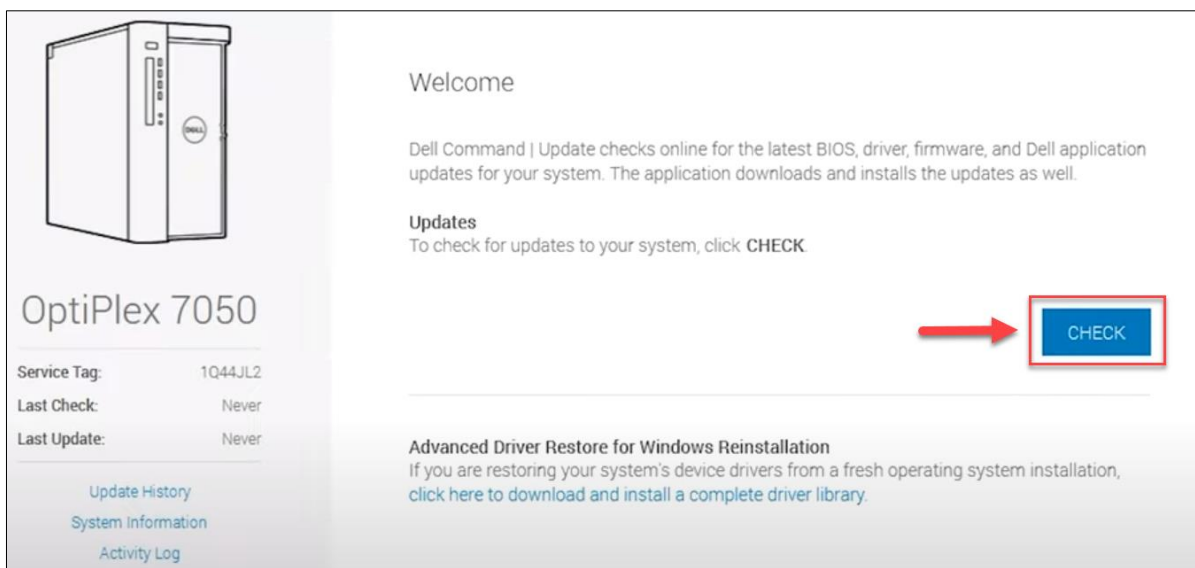 DELL
OptiPlex 7050
Service Tag: 1Q44JL2
Last Check: Never
Last Update: Never
Update History
System Information
Activity Log
Welcome
Dell Command | Update checks online for the latest BIOS, driver, firmware, and Dell application
updates for your system. The application downloads and installs the updates as well.
Updates
To check for updates to your system, click CHECK.
CHECK
Advanced Driver Restore for Windows Reinstallation
If you are restoring your system's device drivers from a fresh operating system installation,
click here to download and install a complete driver library.